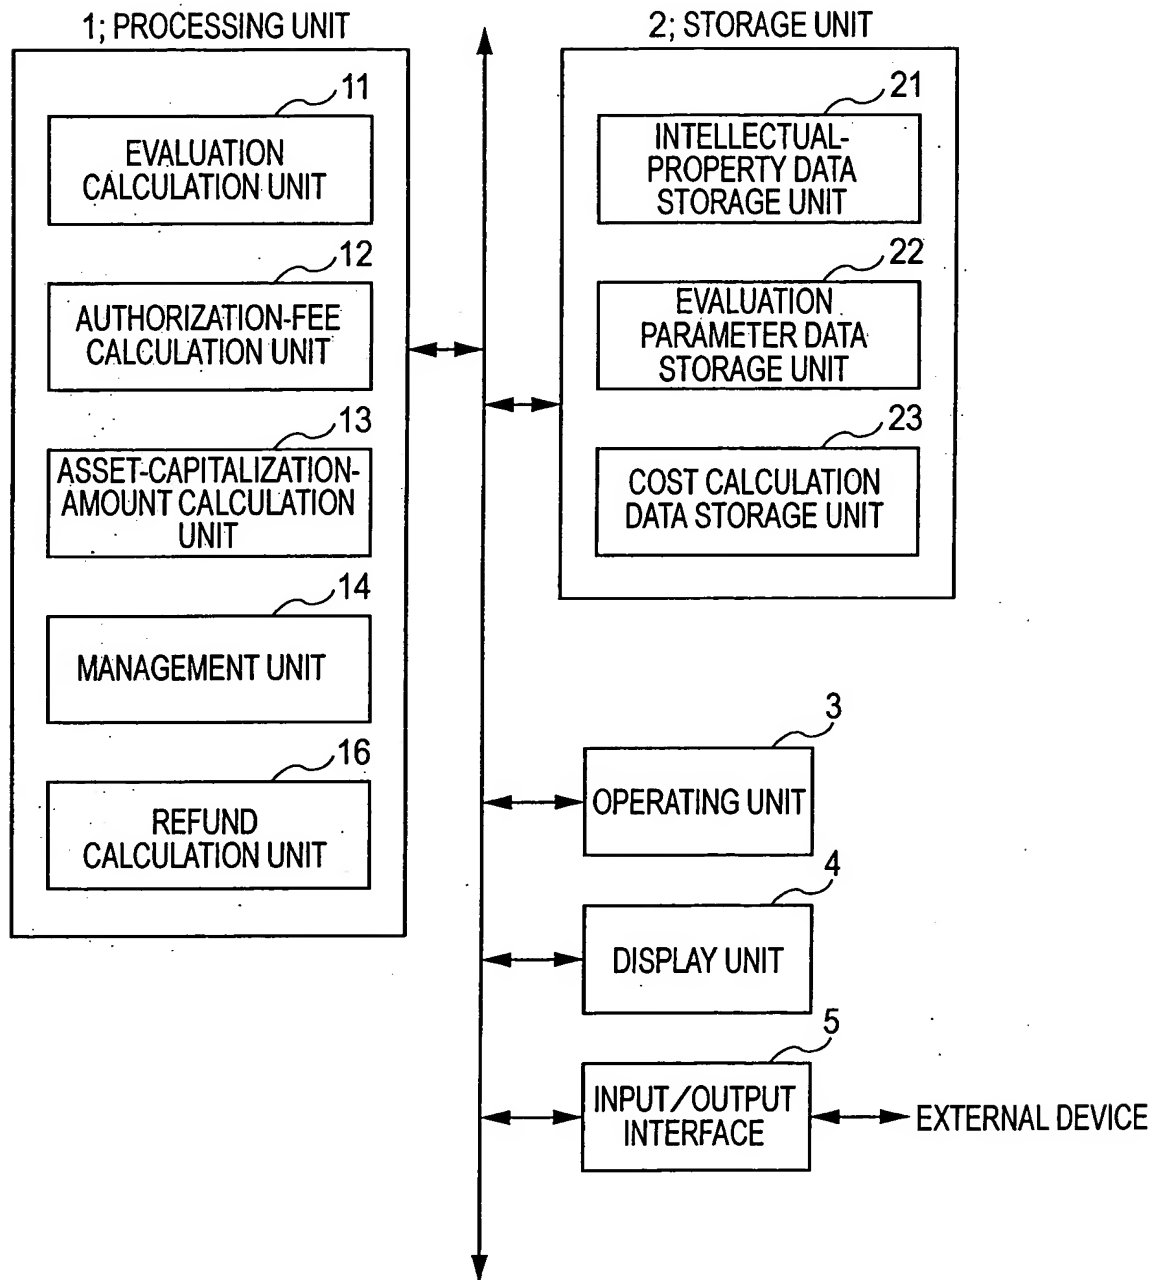 1; PROCESSING UNIT
11
EVALUATION
CALCULATION UNIT
12
AUTHORIZATION-FEE
CALCULATION UNIT
13
ASSET-CAPITALIZATION-
AMOUNT CALCULATION
UNIT
14
MANAGEMENT UNIT
16
REFUND
CALCULATION UNIT
2; STORAGE UNIT
21
INTELLECTUAL-
PROPERTY DATA
STORAGE UNIT
22
EVALUATION
PARAMETER DATA
STORAGE UNIT
23
COST CALCULATION
DATA STORAGE UNIT
3
OPERATING UNIT
4
DISPLAY UNIT
5
INPUT/OUTPUT
INTERFACE
EXTERNAL DEVICE